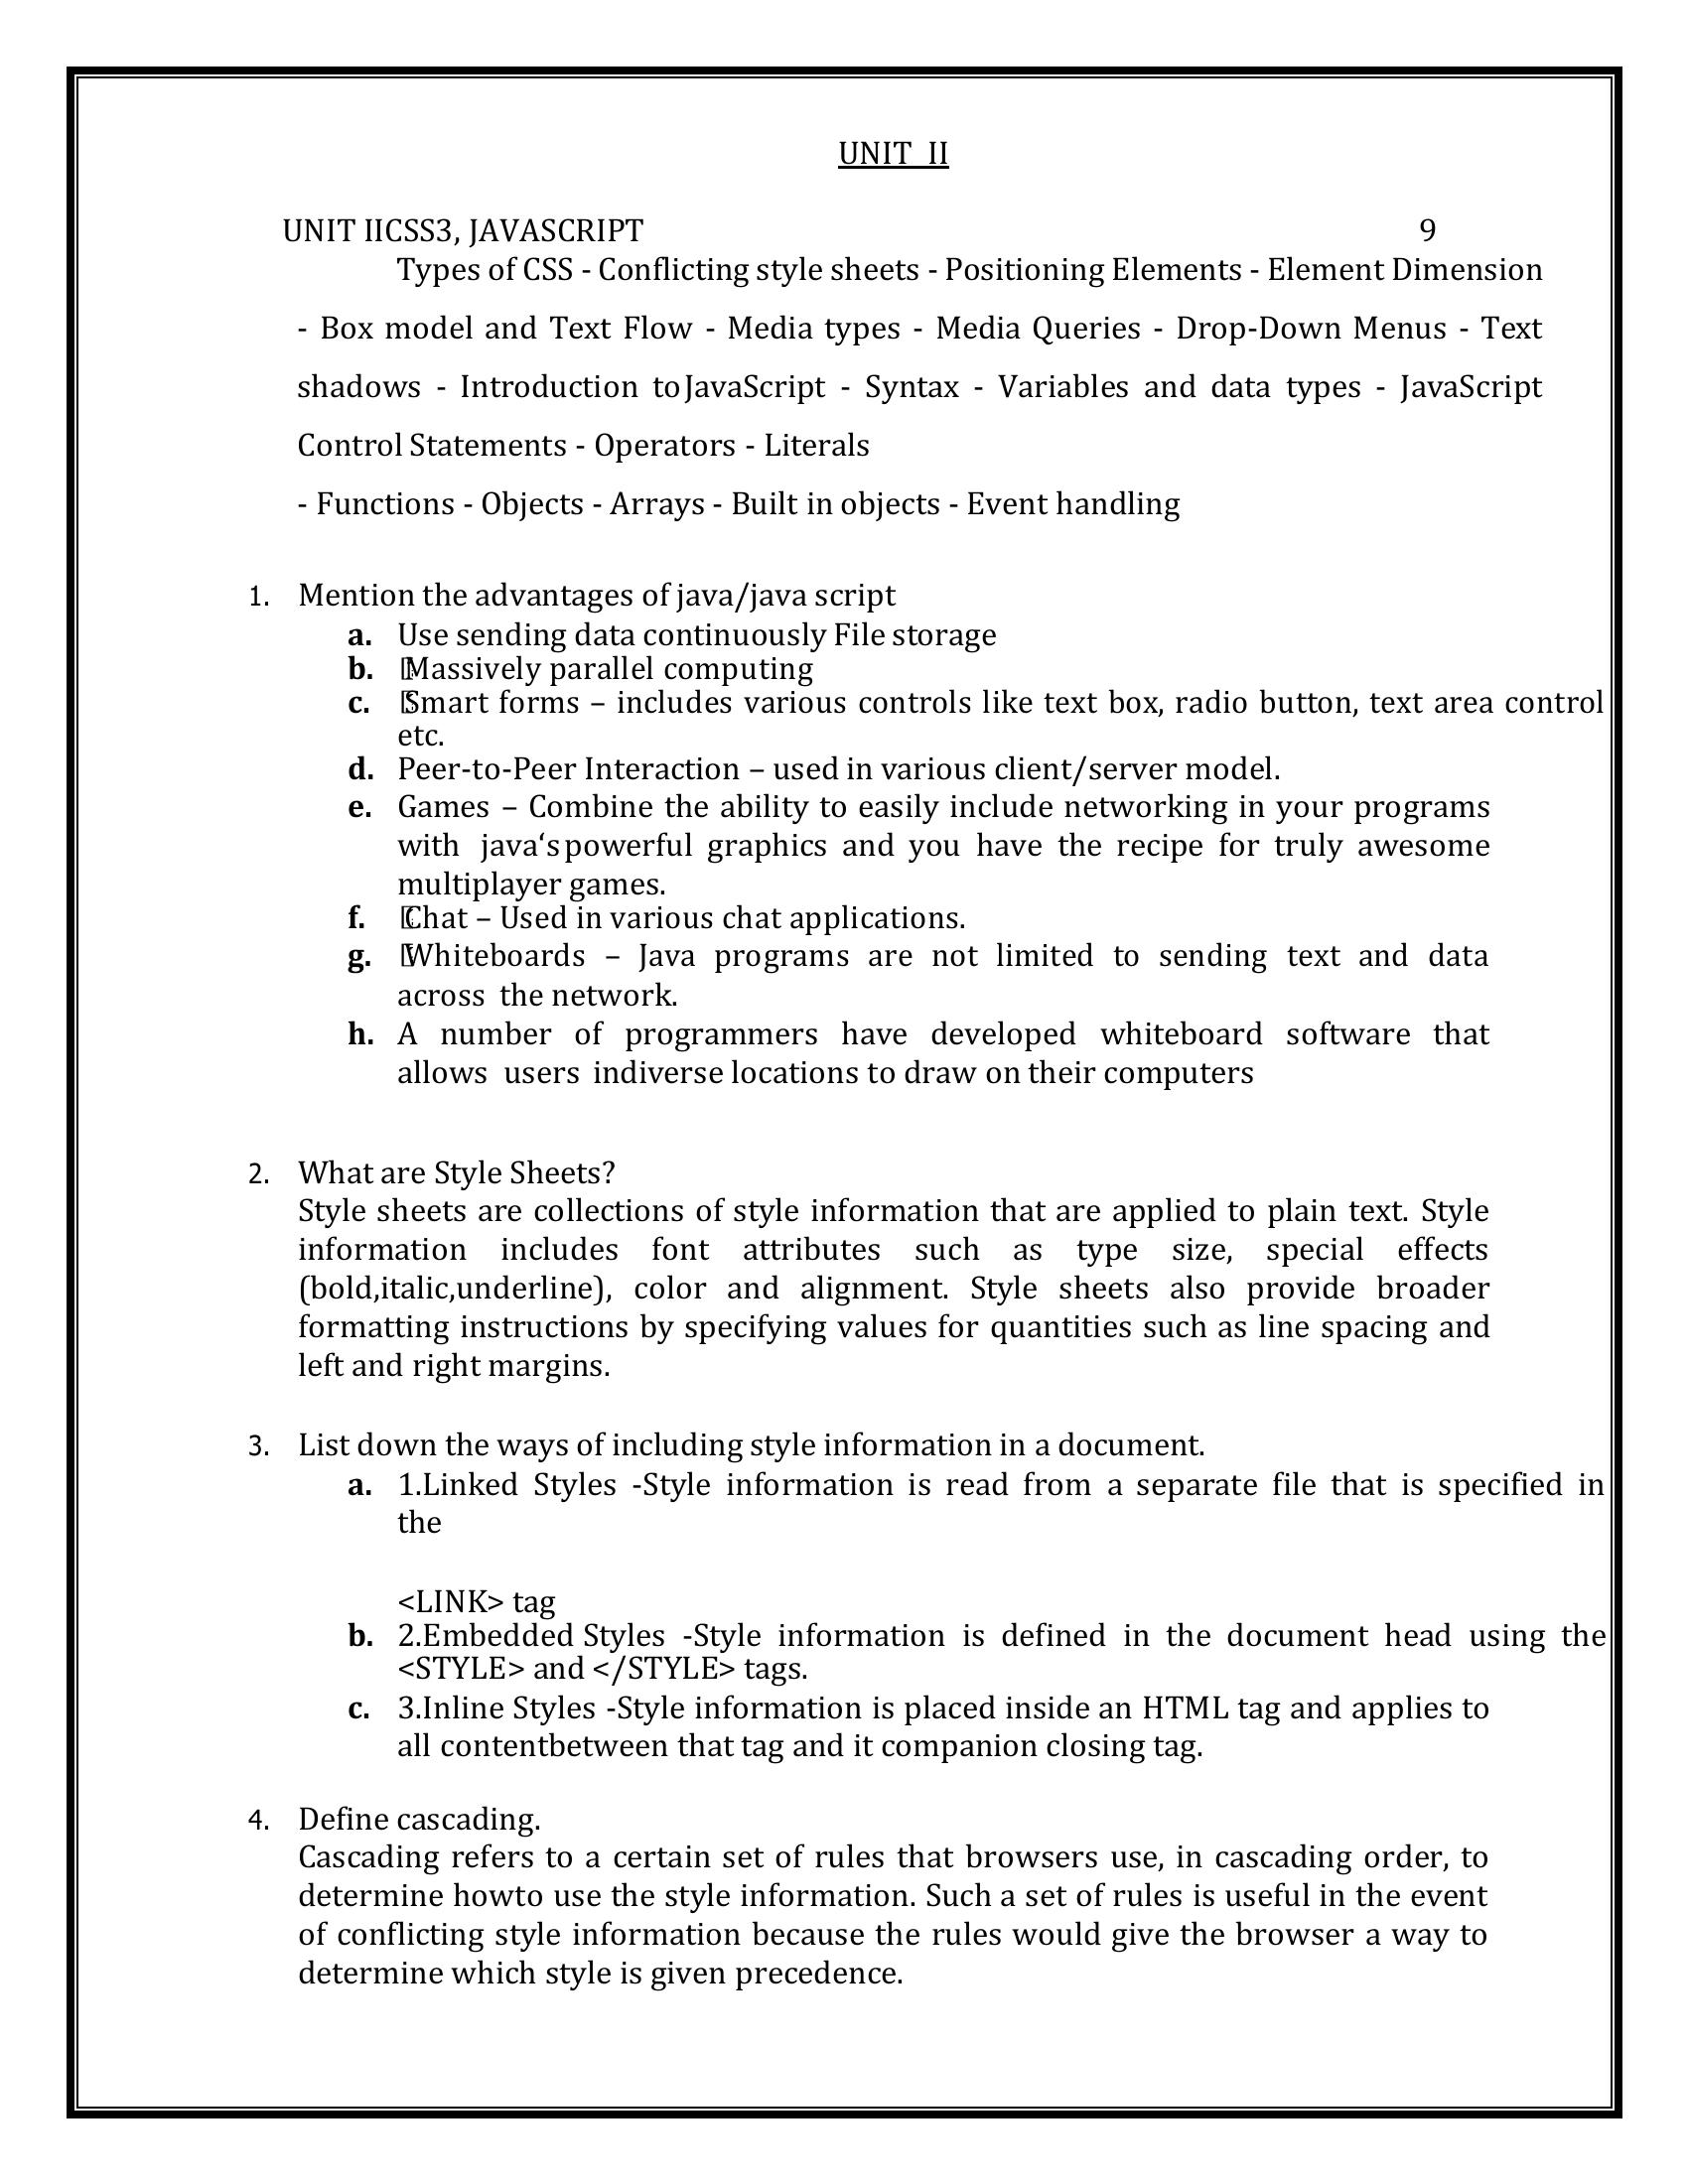 UNIT II
UNIT IICSS3, JAVASCRIPT 9
Types of CSS - Conflicting style sheets - Positioning Elements - Element Dimension
- Box model and Text Flow - Media types - Media Queries - Drop-Down Menus - Text
shadows - Introduction toJavaScript - Syntax - Variables and data types - JavaScript
Control Statements - Operators - Literals
- Functions - Objects - Arrays - Built in objects - Event handling
1. Mention the advantages of java/java script
a. Use sending data continuously File storage
b. Massively parallel computing
c. Smart forms – includes various controls like text box, radio button, text area control
etc.
d. Peer-to-Peer Interaction – used in various client/server model.
e. Games – Combine the ability to easily include networking in your programs
with java‘spowerful graphics and you have the recipe for truly awesome
multiplayer games.
f. Chat – Used in various chat applications.
g. Whiteboards – Java programs are not limited to sending text and data
across the network.
h. A number of programmers have developed whiteboard software that
allows users indiverse locations to draw on their computers
2. What are Style Sheets?
Style sheets are collections of style information that are applied to plain text. Style
information includes font attributes such as type size, special effects
(bold,italic,underline), color and alignment. Style sheets also provide broader
formatting instructions by specifying values for quantities such as line spacing and
left and right margins.
3. List down the ways of including style information in a document.
a. 1.Linked Styles -Style information is read from a separate file that is specified in
the
<LINK> tag
b. 2.Embedded Styles -Style information is defined in the document head using the
<STYLE> and </STYLE> tags.
c. 3.Inline Styles -Style information is placed inside an HTML tag and applies to
all contentbetween that tag and it companion closing tag.
4. Define cascading.
Cascading refers to a certain set of rules that browsers use, in cascading order, to
determine howto use the style information. Such a set of rules is useful in the event
of conflicting style information because the rules would give the browser a way to
determine which style is given precedence.